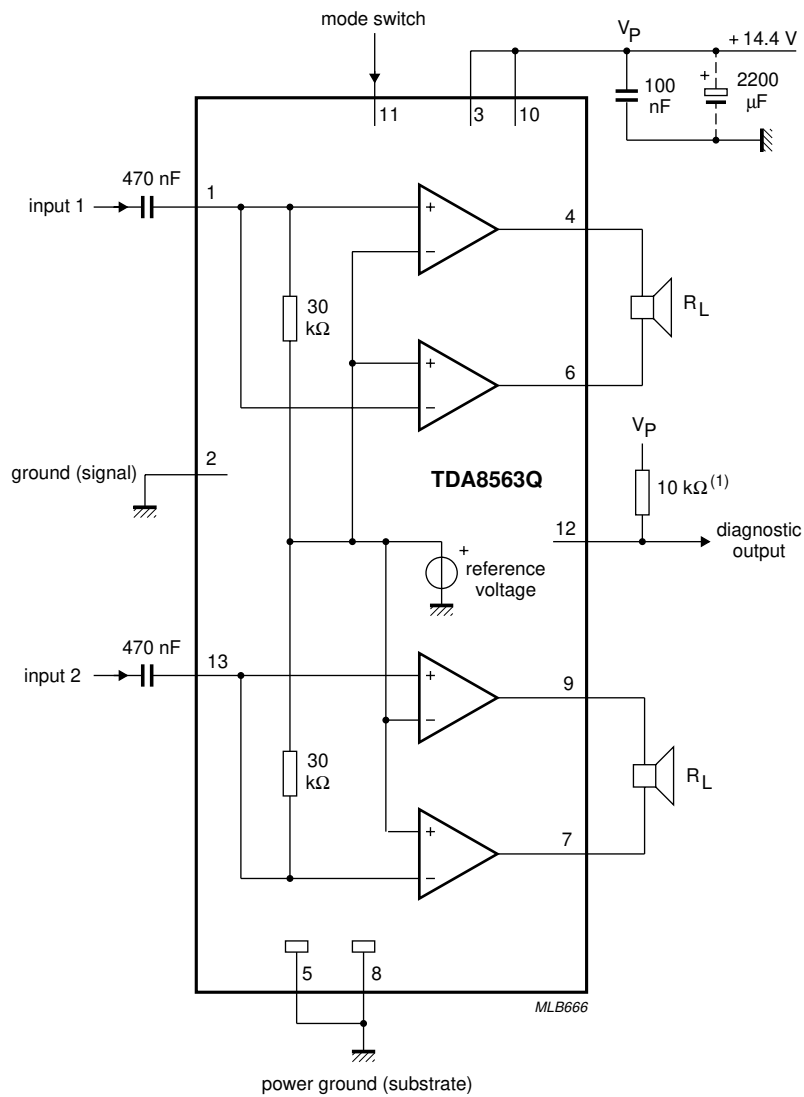 mode switch
V_P
+ 14.4 V
100
nF
+
2200
μF
11
3
10
470 nF
1
input 1
+
−
4
30
kΩ
R_L
+
−
6
V_P
2
ground (signal)
TDA8563Q
10 kΩ(1)
12
diagnostic
output
+
reference
voltage
470 nF
13
input 2
+
−
9
30
kΩ
R_L
+
−
7
5
8
MLB666
power ground (substrate)